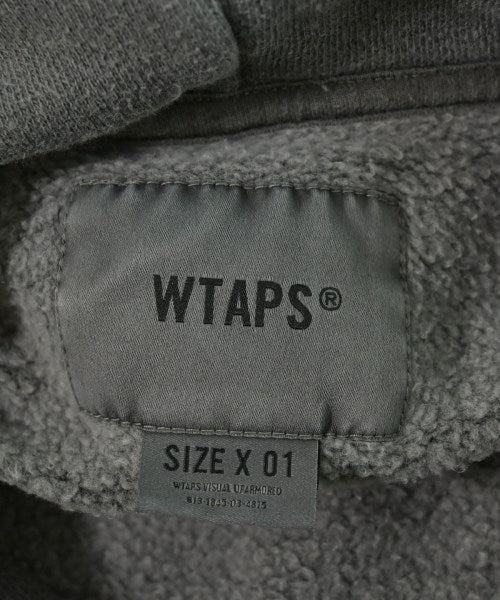 WTAPS®
SIZE X 01
WTAPS VISUAL UPARMORED